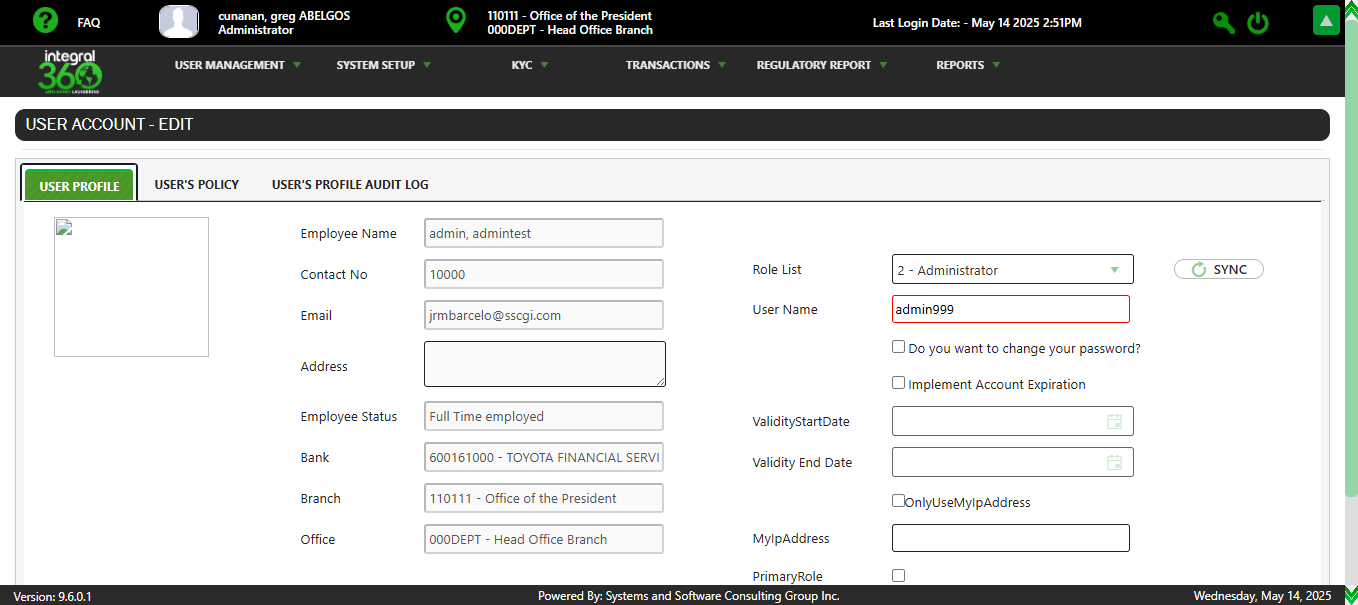 FAQ
cunanan, greg ABELGOS
Administrator
110111 - Office of the President
000DEPT - Head Office Branch
Last Login Date: - May 14 2025 2:51PM
integral
360
ANTI-MONEY LAUNDERING
USER MANAGEMENT
SYSTEM SETUP
KYC
TRANSACTIONS
REGULATORY REPORT
REPORTS
USER ACCOUNT - EDIT
USER PROFILE
USER'S POLICY
USER'S PROFILE AUDIT LOG
Employee Name
admin, admintest
Contact No
10000
Email
jrmbarcelo@sscgi.com
Address
Employee Status
Full Time employed
Bank
600161000 - TOYOTA FINANCIAL SERVI
Branch
110111 - Office of the President
Office
000DEPT - Head Office Branch
Role List
2 - Administrator
SYNC
User Name
admin999
Do you want to change your password?
Implement Account Expiration
ValidityStartDate
Validity End Date
OnlyUseMyIpAddress
MyIpAddress
PrimaryRole
Version: 9.6.0.1
Powered By: Systems and Software Consulting Group Inc.
Wednesday, May 14, 2025